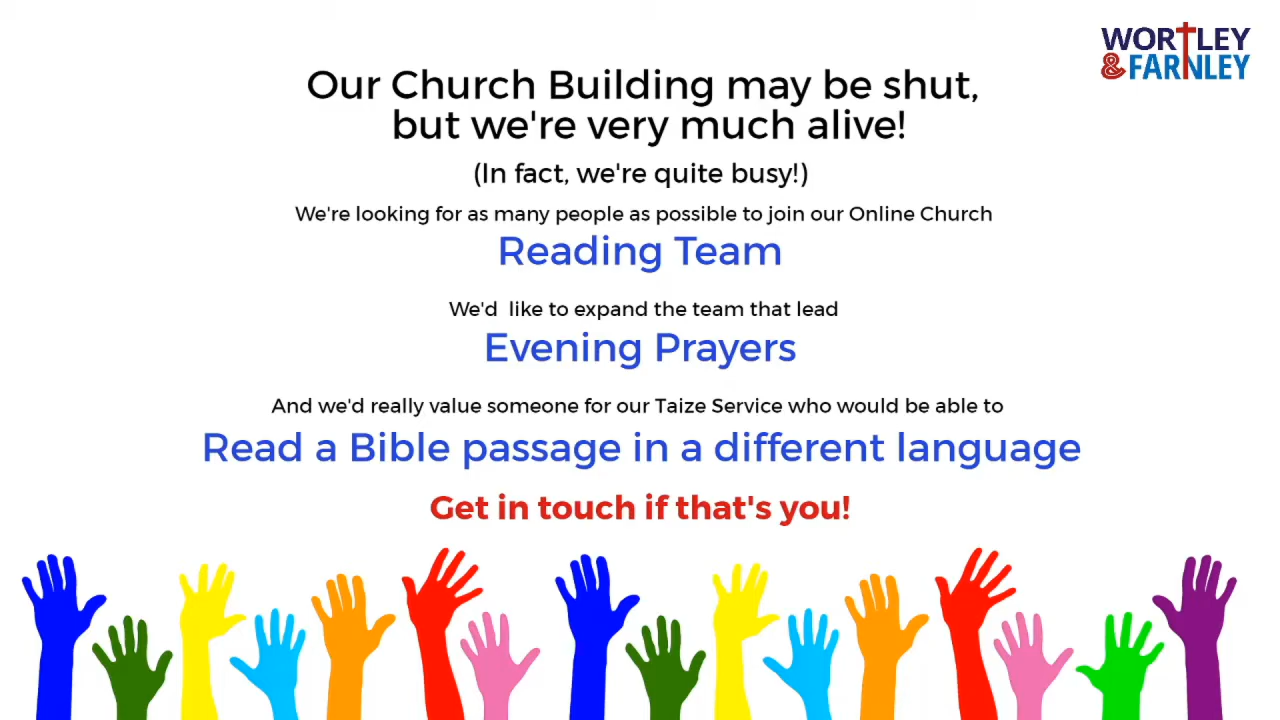 WORTLEY
& FARNLEY
Our Church Building may be shut,
but we're very much alive!
(In fact, we're quite busy!)
We're looking for as many people as possible to join our Online Church
Reading Team
We'd  like to expand the team that lead
Evening Prayers
And we'd really value someone for our Taize Service who would be able to
Read a Bible passage in a different language
Get in touch if that's you!